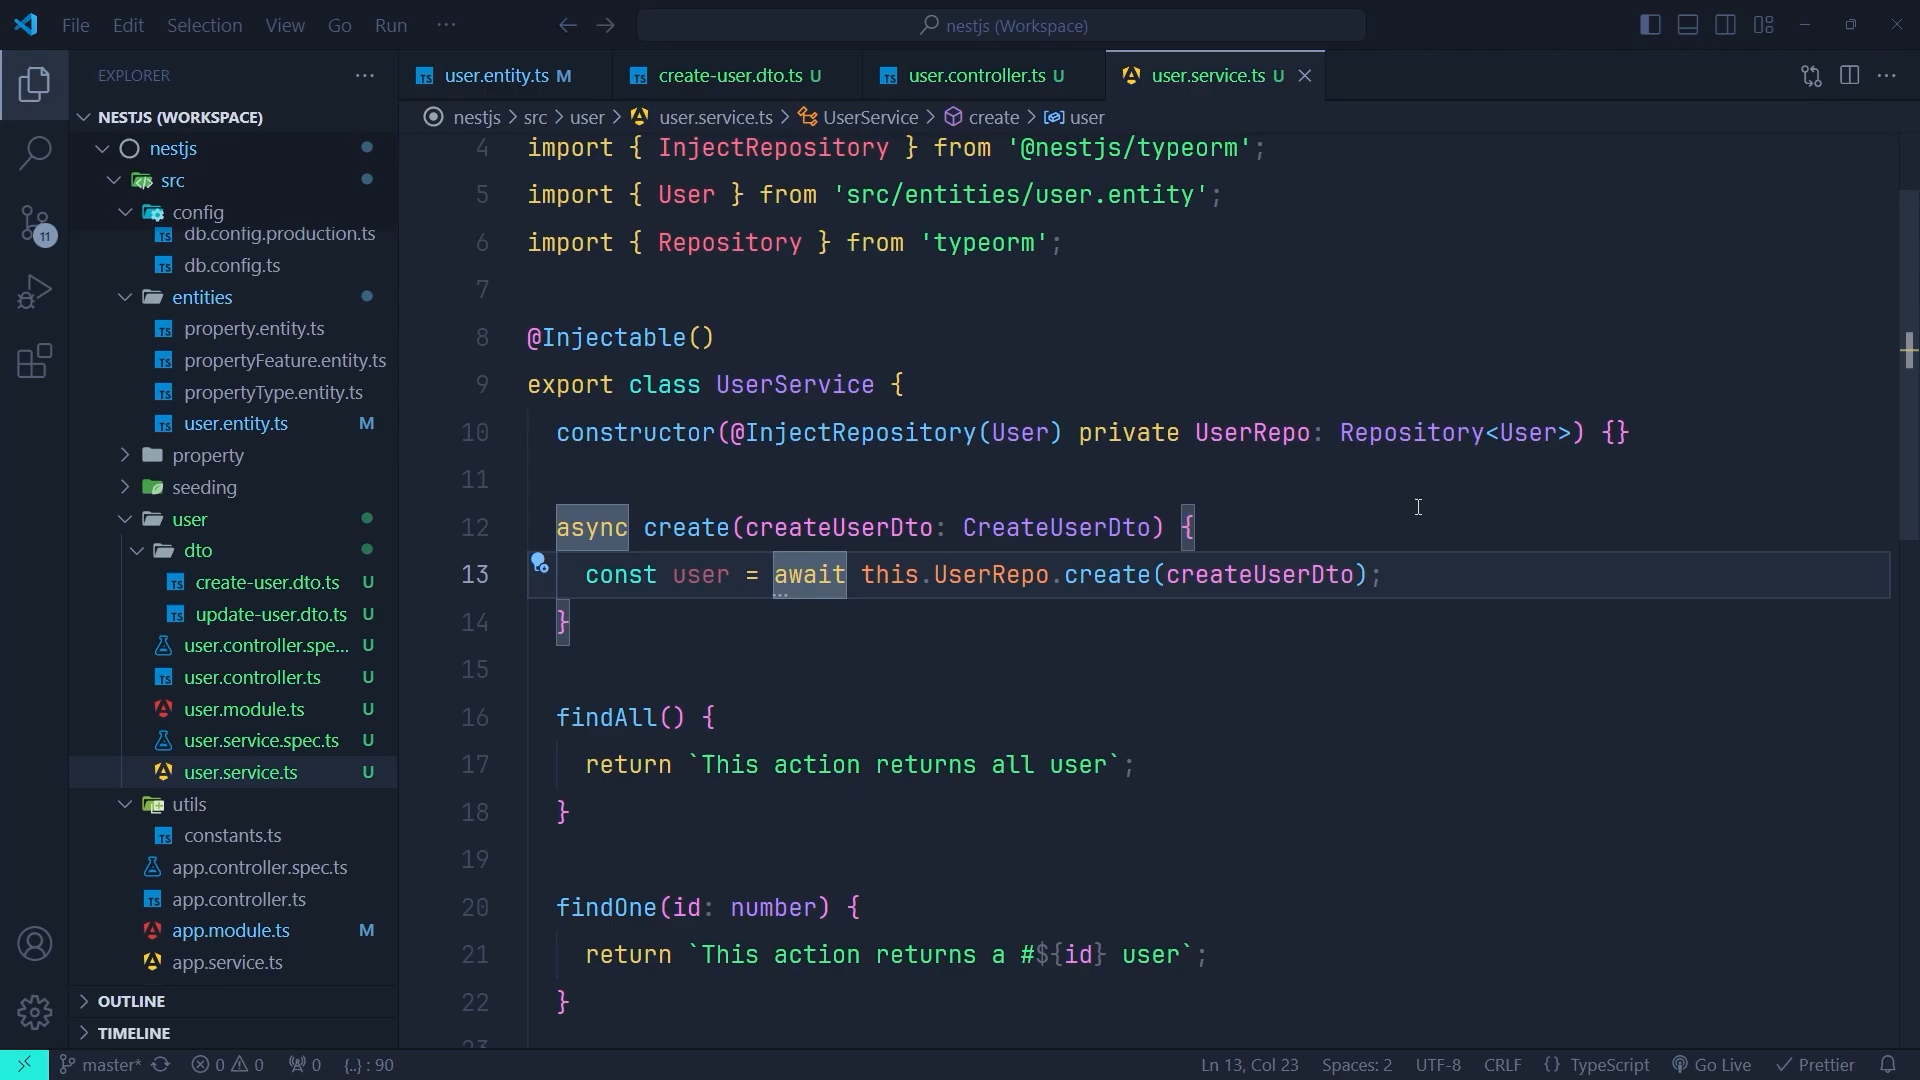 File Edit Selection View Go Run ···
nestjs (Workspace)
EXPLORER ···
NESTJS (WORKSPACE)
nestjs
src
config
db.config.production.ts
db.config.ts
entities
property.entity.ts
propertyFeature.entity.ts
propertyType.entity.ts
user.entity.ts M
property
seeding
user
dto
TS create-user.dto.ts U
TS update-user.dto.ts U
user.controller.spe... U
TS user.controller.ts U
user.module.ts U
user.service.spec.ts U
user.service.ts U
utils
TS constants.ts
app.controller.spec.ts
TS app.controller.ts
app.module.ts M
app.service.ts
OUTLINE
TIMELINE
11
TS user.entity.ts M
TS create-user.dto.ts U
TS user.controller.ts U
user.service.ts U
nestjs > src > user > user.service.ts > UserService > create > user
4 import { InjectRepository } from '@nestjs/typeorm';
5 import { User } from 'src/entities/user.entity';
6 import { Repository } from 'typeorm';
7
8 @Injectable()
9 export class UserService {
10 constructor(@InjectRepository(User) private UserRepo: Repository<User>) {}
11
12 async create(createUserDto: CreateUserDto) {
13 const user = await this.UserRepo.create(createUserDto);
14 }
15
16 findAll() {
17 return `This action returns all user`;
18 }
19
20 findOne(id: number) {
21 return `This action returns a #${id} user`;
22 }
23
master* 0 0 0 {..} : 90
Ln 13, Col 23 Spaces: 2 UTF-8 CRLF {} TypeScript Go Live Prettier